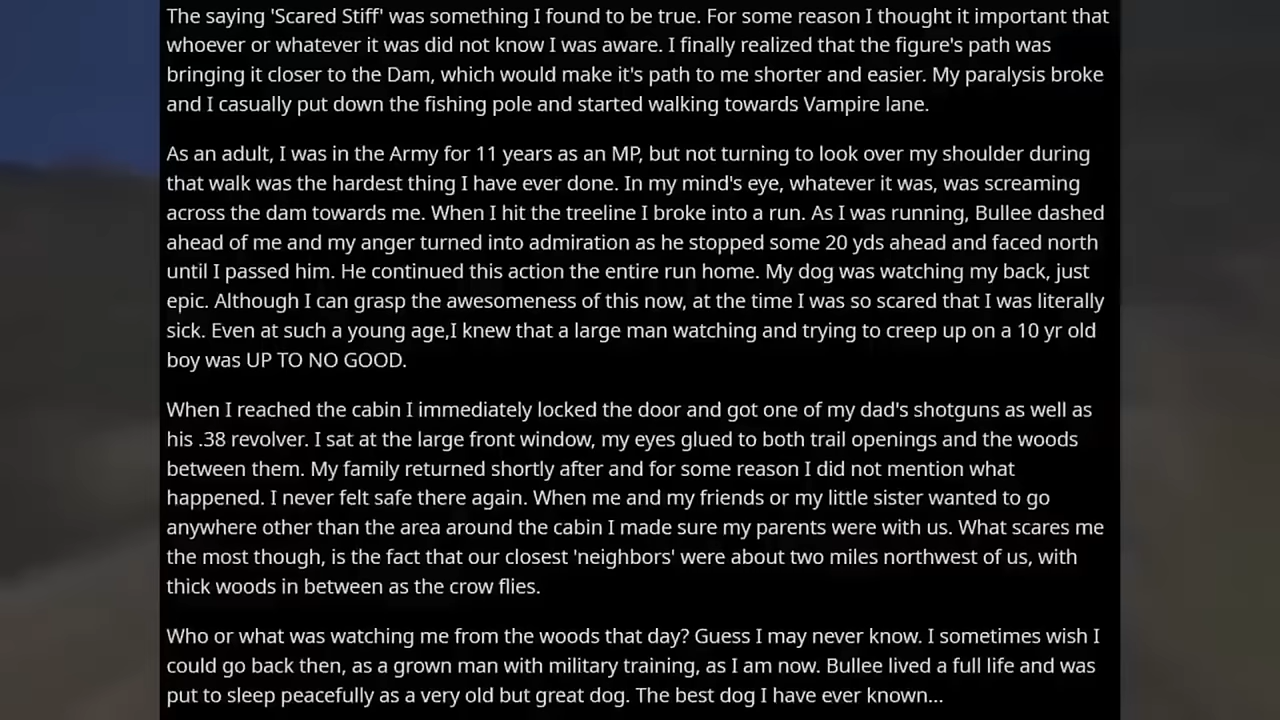 The saying 'Scared Stiff' was something I found to be true. For some reason I thought it important that
whoever or whatever it was did not know I was aware. I finally realized that the figure's path was
bringing it closer to the Dam, which would make it's path to me shorter and easier. My paralysis broke
and I casually put down the fishing pole and started walking towards Vampire lane.
As an adult, I was in the Army for 11 years as an MP, but not turning to look over my shoulder during
that walk was the hardest thing I have ever done. In my mind's eye, whatever it was, was screaming
across the dam towards me. When I hit the treeline I broke into a run. As I was running, Bullee dashed
ahead of me and my anger turned into admiration as he stopped some 20 yds ahead and faced north
until I passed him. He continued this action the entire run home. My dog was watching my back, just
epic. Although I can grasp the awesomeness of this now, at the time I was so scared that I was literally
sick. Even at such a young age,I knew that a large man watching and trying to creep up on a 10 yr old
boy was UP TO NO GOOD.
When I reached the cabin I immediately locked the door and got one of my dad's shotguns as well as
his .38 revolver. I sat at the large front window, my eyes glued to both trail openings and the woods
between them. My family returned shortly after and for some reason I did not mention what
happened. I never felt safe there again. When me and my friends or my little sister wanted to go
anywhere other than the area around the cabin I made sure my parents were with us. What scares me
the most though, is the fact that our closest 'neighbors' were about two miles northwest of us, with
thick woods in between as the crow flies.
Who or what was watching me from the woods that day? Guess I may never know. I sometimes wish I
could go back then, as a grown man with military training, as I am now. Bullee lived a full life and was
put to sleep peacefully as a very old but great dog. The best dog I have ever known...